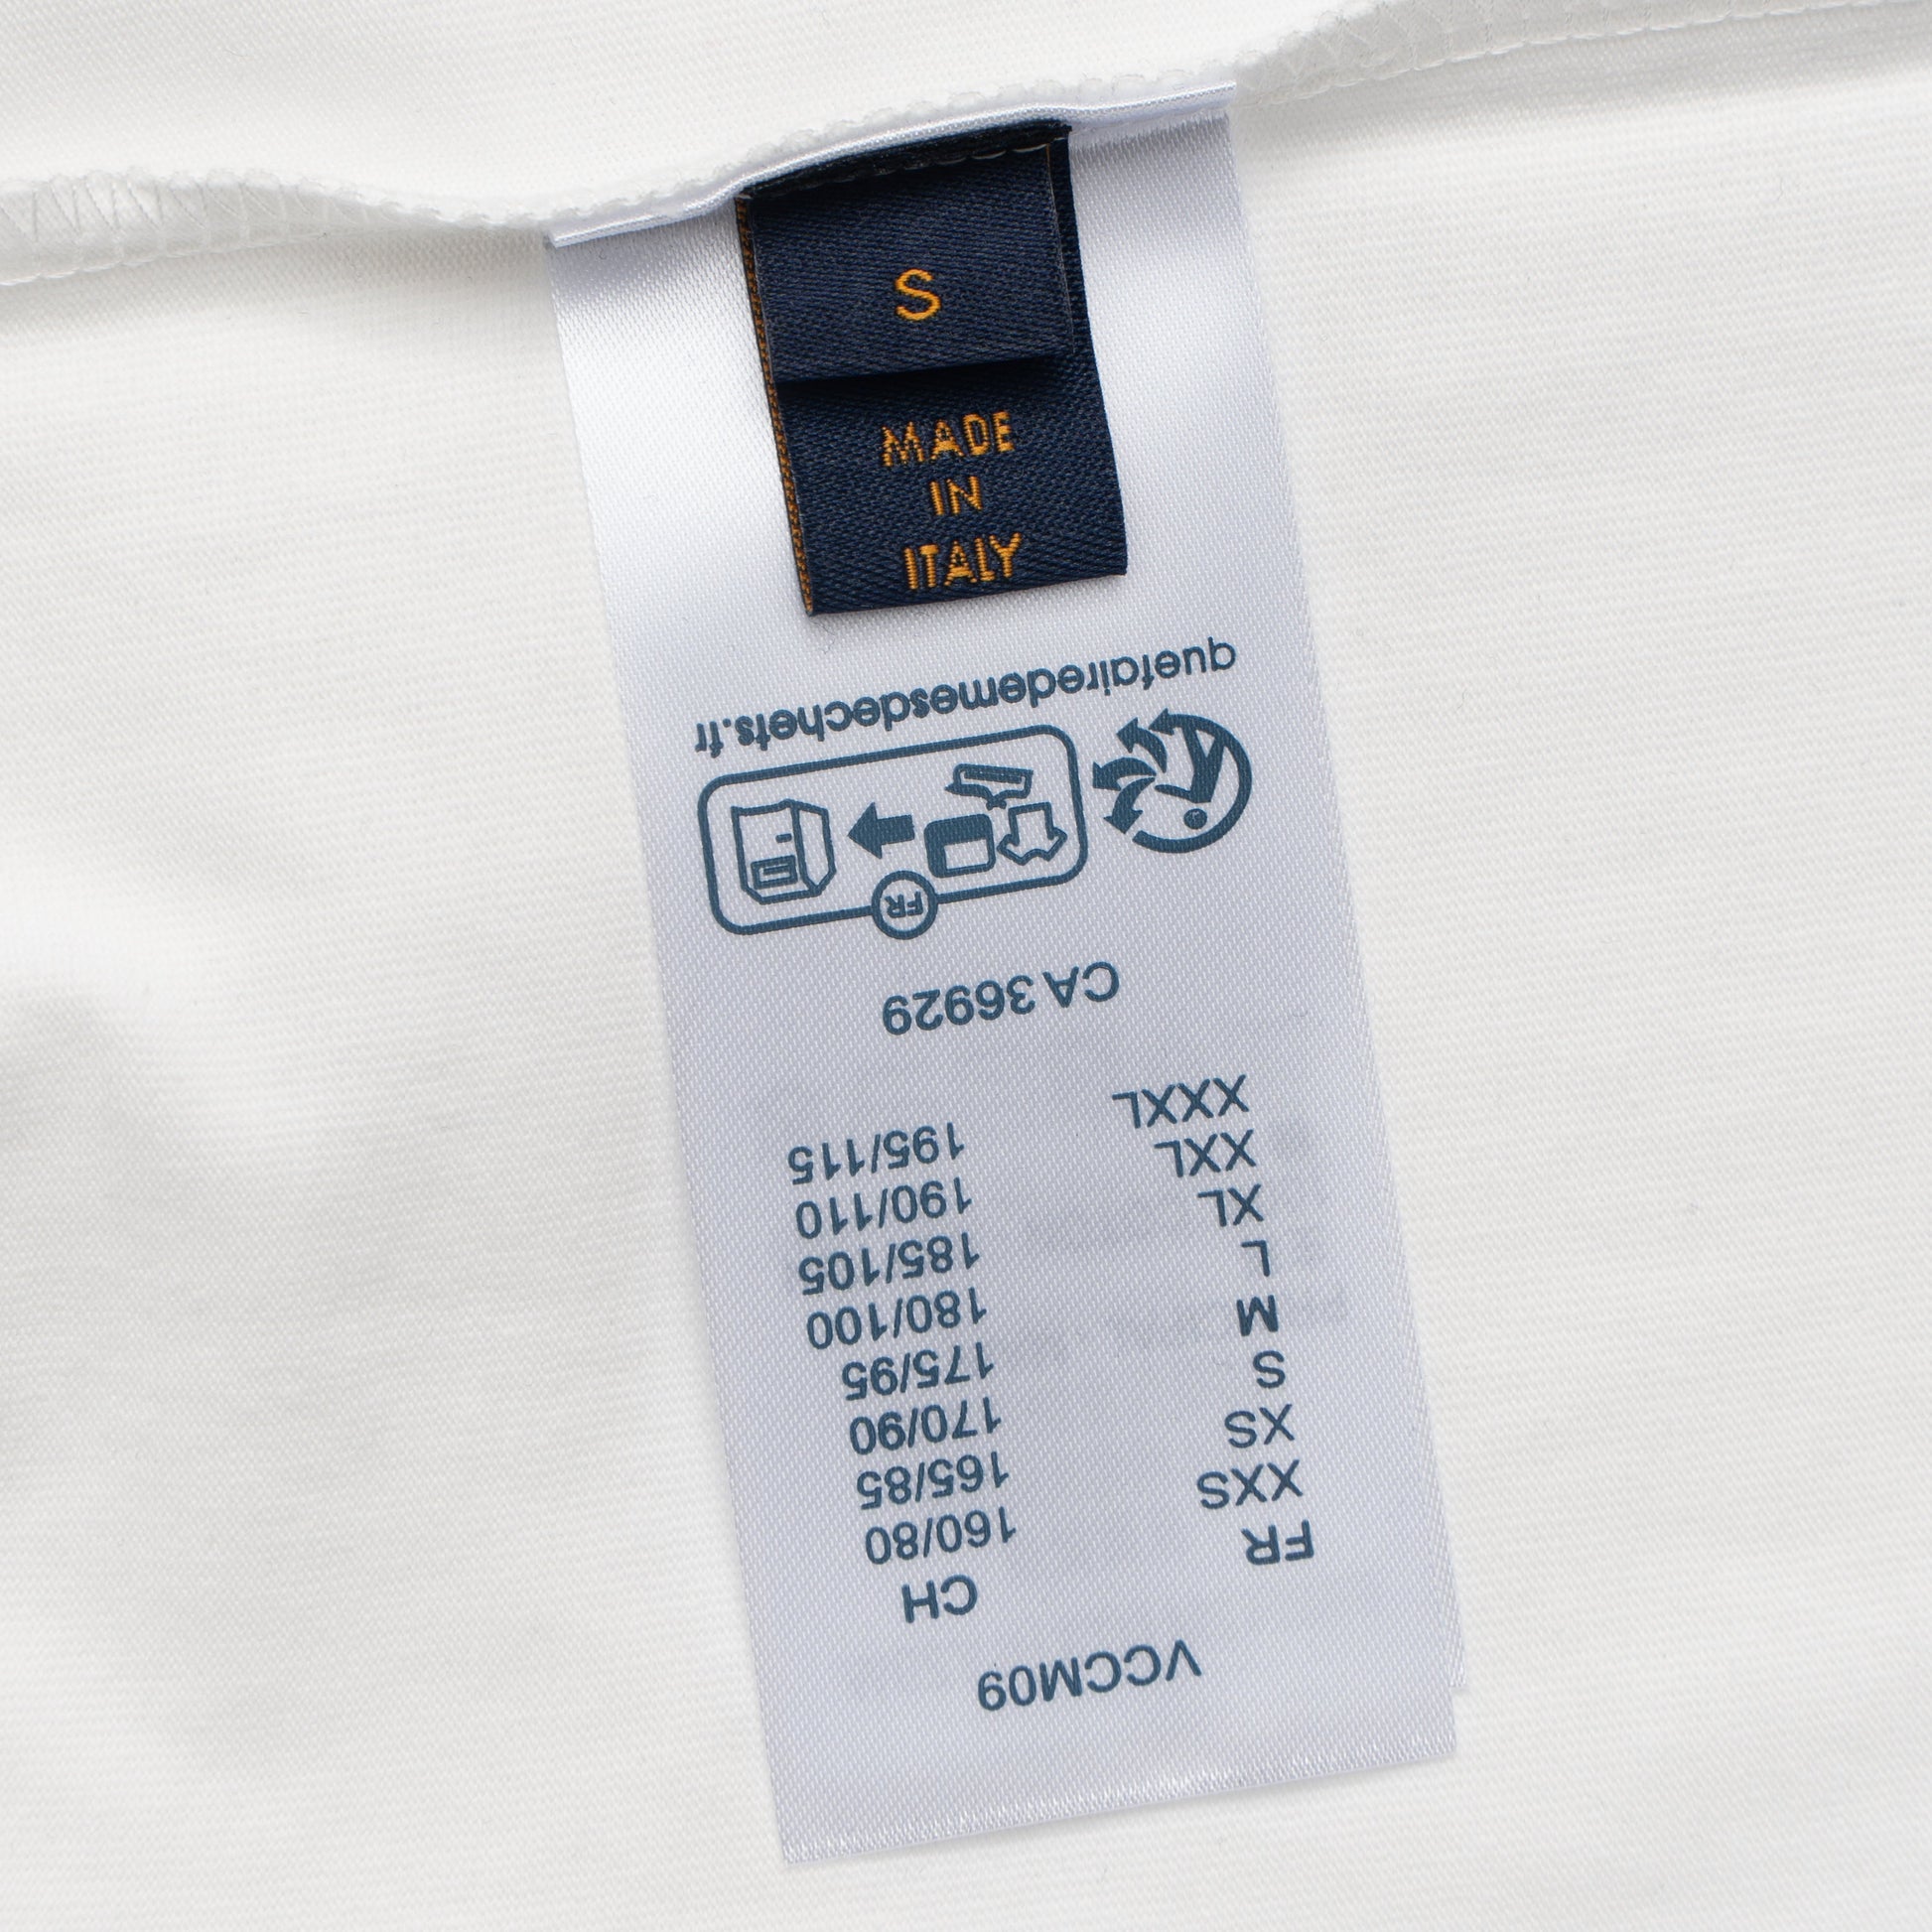 S
MADE
IN
ITALY
VCCM09
FR CH
XXS 160/80
XS 165/85
S 170/90
M 175/95
L 180/100
XL 185/105
XXL 190/110
XXXL 195/115
CA 36929
FR
quefairedemesdechets.fr